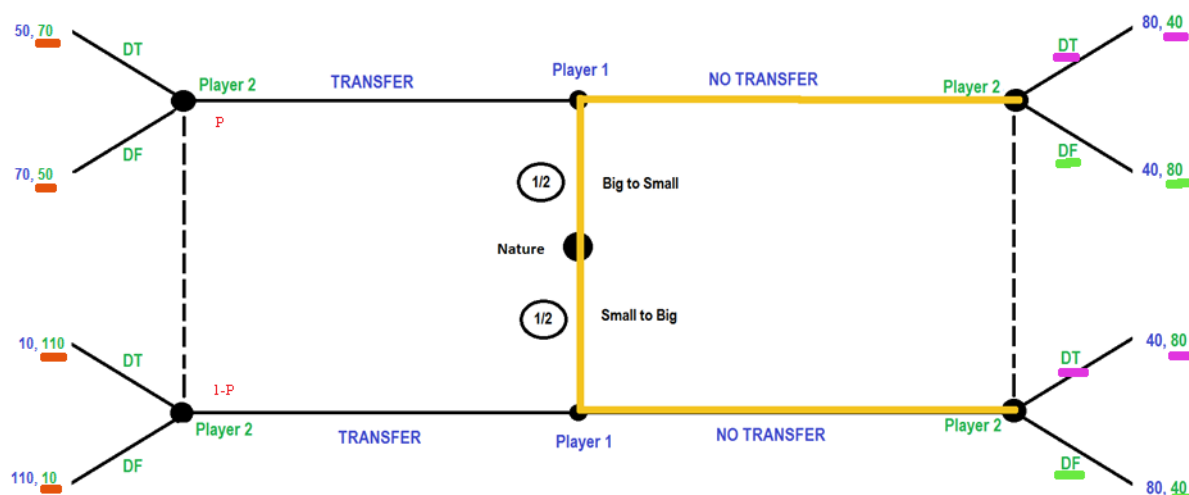 50, 70
DT
Player 2
TRANSFER
Player 1
NO TRANSFER
Player 2
DT
80, 40
P
70, 50
DF
1/2
Big to Small
DF
40, 80
Nature
1/2
Small to Big
10, 110
DT
1-P
DT
40, 80
Player 2
TRANSFER
Player 1
NO TRANSFER
Player 2
110, 10
DF
DF
80, 40